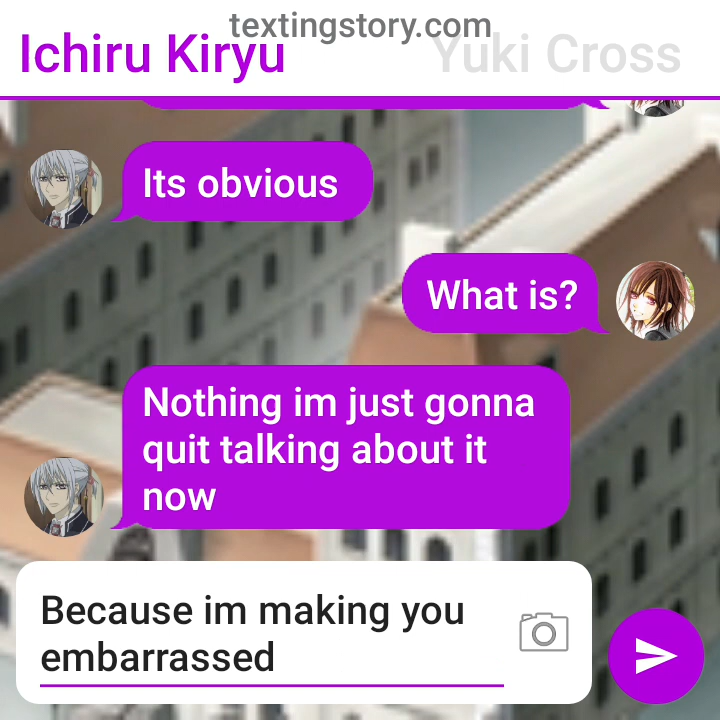 textingstory.com
Ichiru Kiryu
Yuki Cross
Its obvious
What is?
Nothing im just gonna
quit talking about it
now
Because im making you
embarrassed